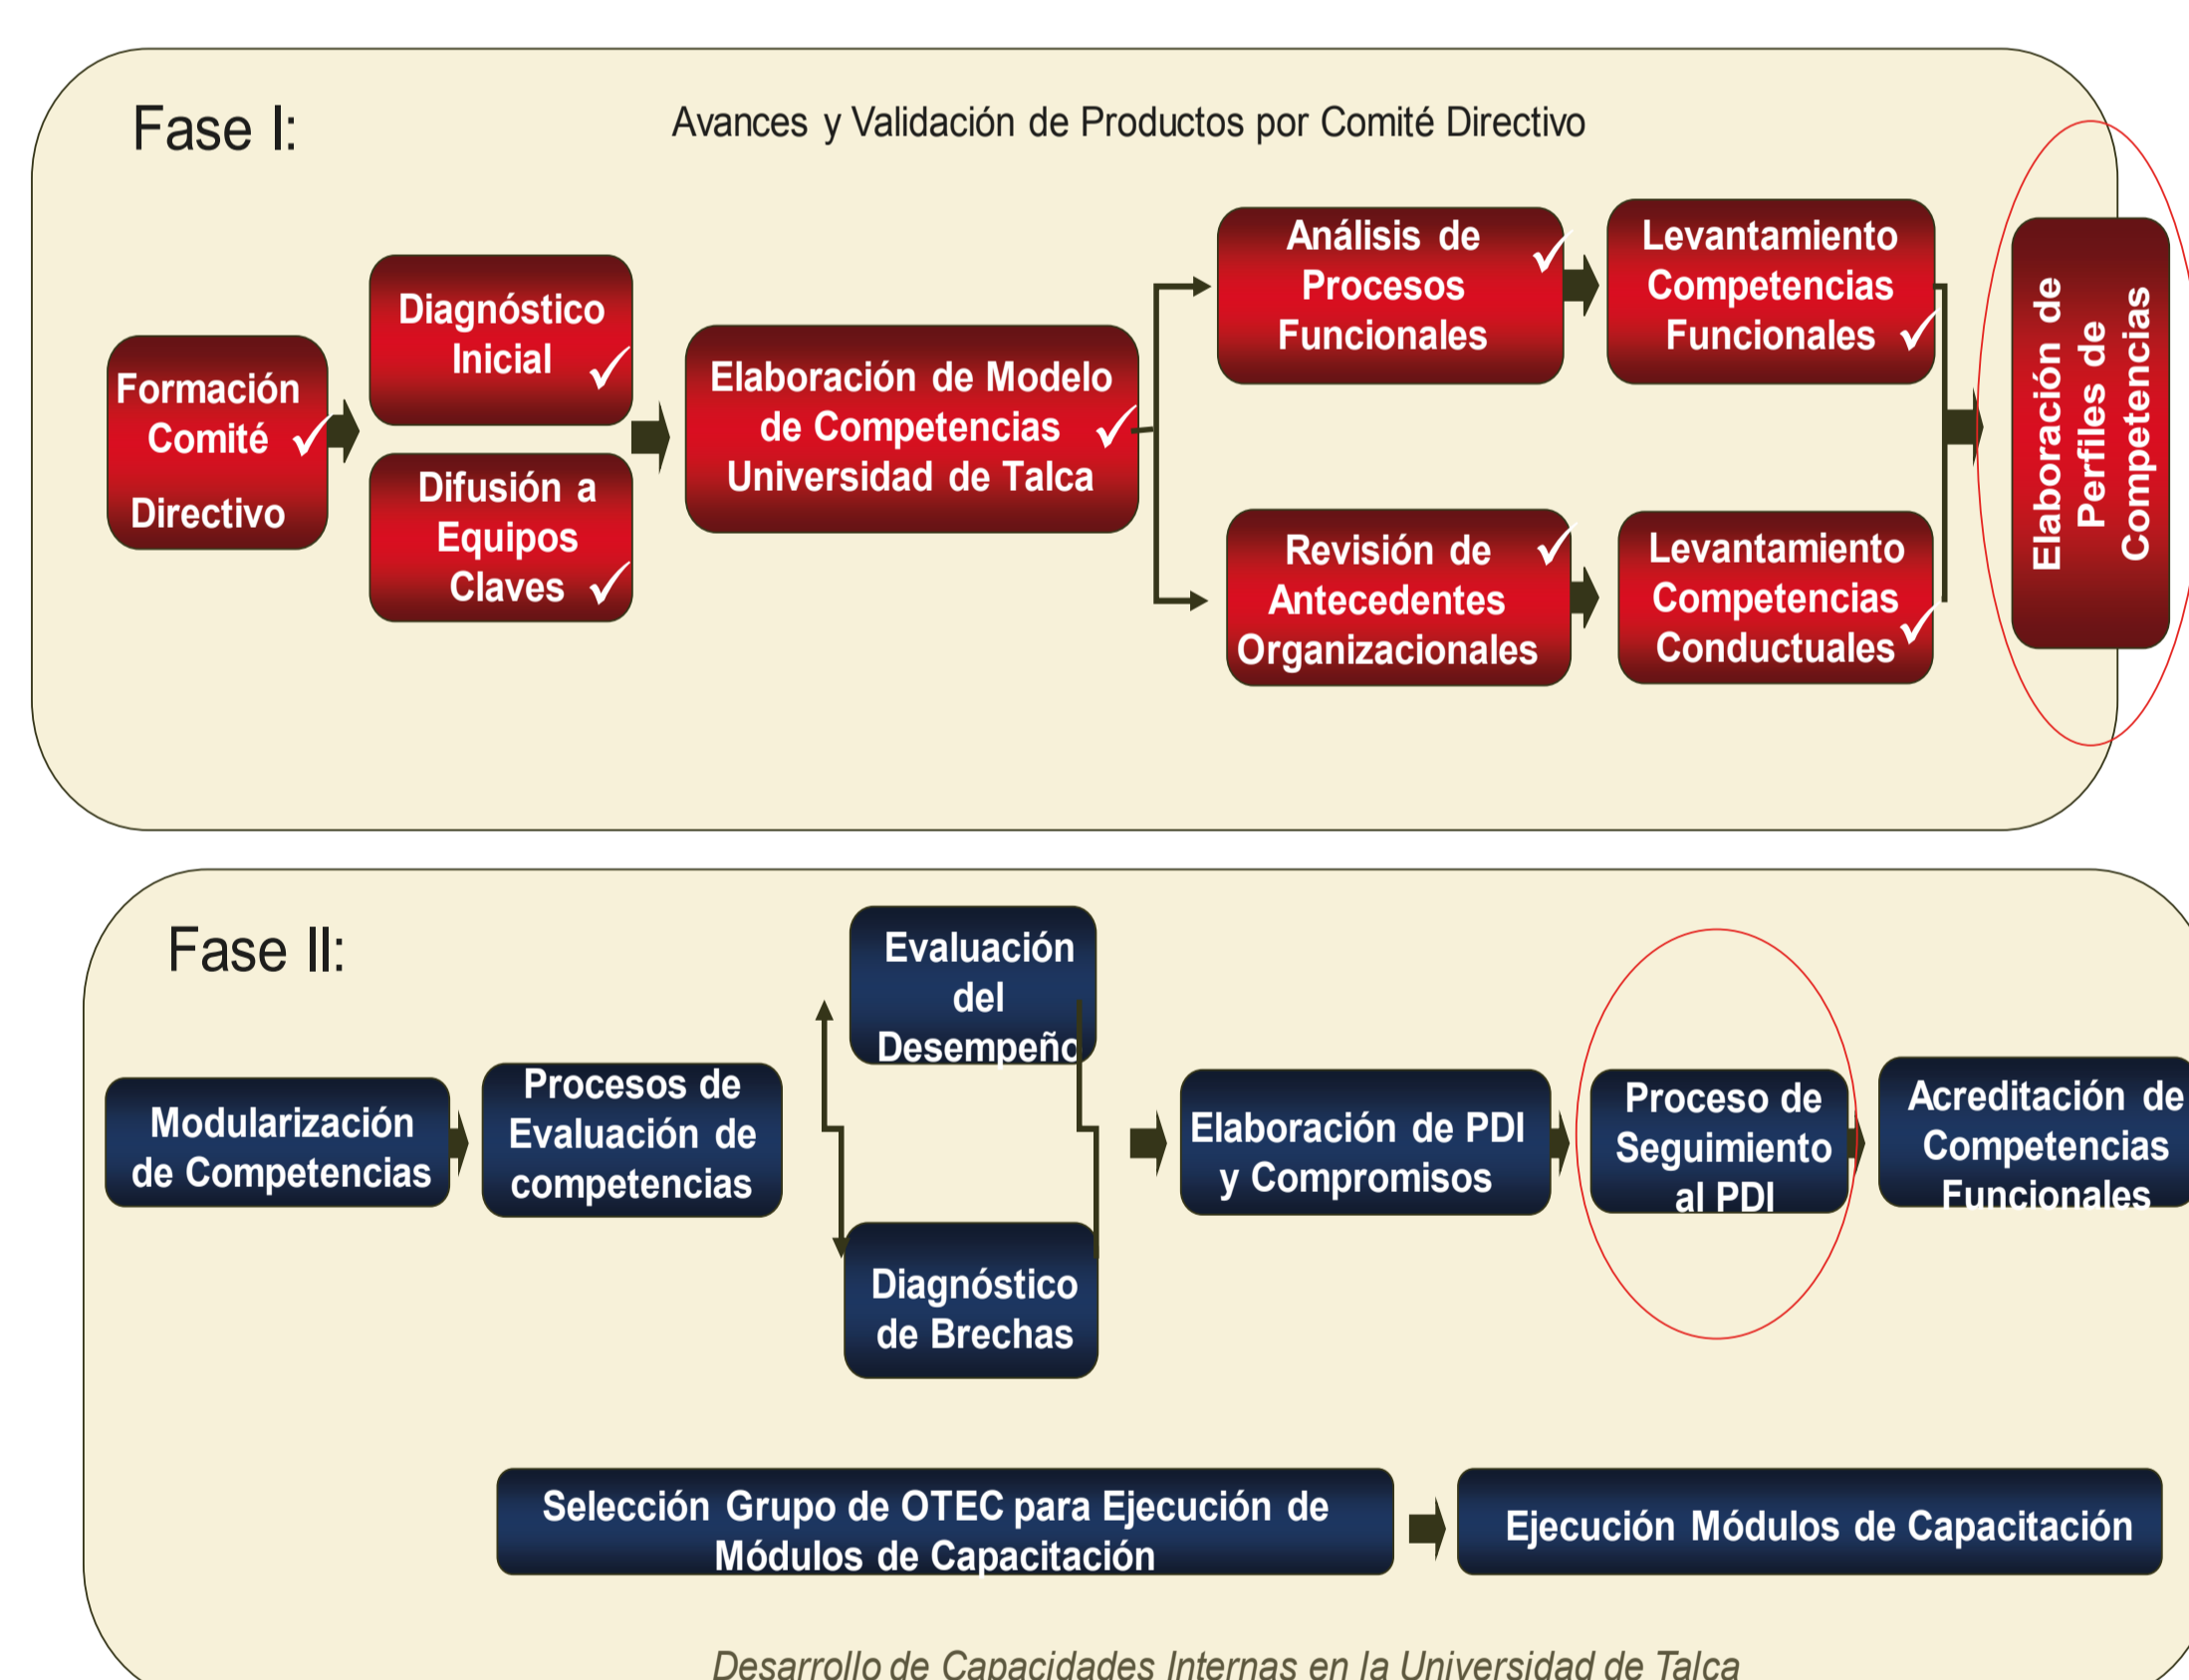 Fase I:
Avances y Validación de Productos por Comité Directivo
Formación
Comité
Directivo
Diagnóstico
Inicial
Difusión a
Equipos
Claves
Elaboración de Modelo
de Competencias
Universidad de Talca
Análisis de
Procesos
Funcionales
Levantamiento
Competencias
Funcionales
Revisión de
Antecedentes
Organizacionales
Levantamiento
Competencias
Conductuales
Elaboración de
Perfiles de
Competencias
Fase II:
Modularización
de Competencias
Procesos de
Evaluación de
competencias
Evaluación
del
Desempeño
Diagnóstico
de Brechas
Elaboración de PDI
y Compromisos
Proceso de
Seguimiento
al PDI
Acreditación de
Competencias
Funcionales
Selección Grupo de OTEC para Ejecución de
Módulos de Capacitación
Ejecución Módulos de Capacitación
Desarrollo de Capacidades Internas en la Universidad de Talca